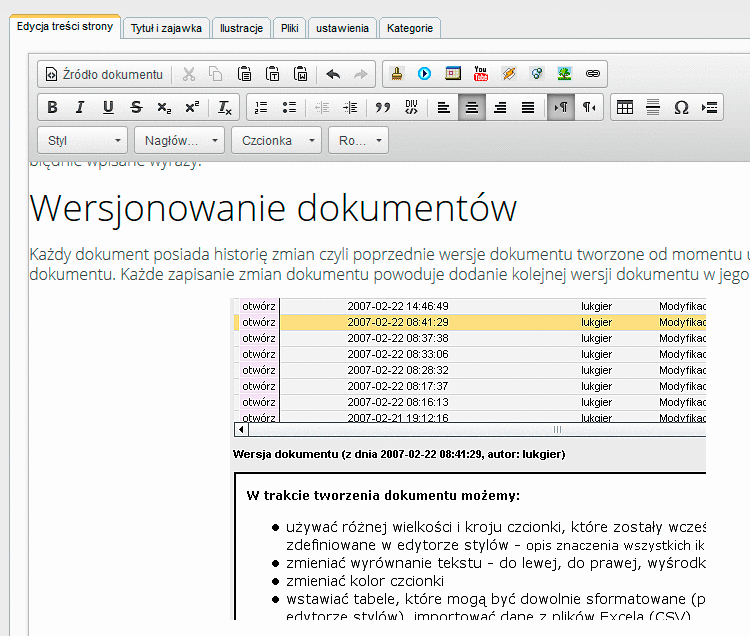 Edycja treści strony
Tytuł i zajawka
Ilustracje
Pliki
ustawienia
Kategorie
Źródło dokumentu
Styl
Nagłów...
Czcionka
Ro...
błędnie wpisane wyrazy.
Wersjonowanie dokumentów
Każdy dokument posiada historię zmian czyli poprzednie wersje dokumentu tworzone od momentu u
dokumentu. Każde zapisanie zmian dokumentu powoduje dodanie kolejnej wersji dokumentu w jego
otwórz 2007-02-22 14:46:49 lukgier Modyfikac
otwórz 2007-02-22 08:41:29 lukgier Modyfikac
otwórz 2007-02-22 08:37:38 lukgier Modyfikac
otwórz 2007-02-22 08:33:06 lukgier Modyfikac
otwórz 2007-02-22 08:28:32 lukgier Modyfikac
otwórz 2007-02-22 08:17:37 lukgier Modyfikac
otwórz 2007-02-22 08:16:13 lukgier Modyfikac
otwórz 2007-02-21 19:12:16 lukgier Modyfikac
Wersja dokumentu (z dnia 2007-02-22 08:41:29, autor: lukgier)
W trakcie tworzenia dokumentu możemy:
● używać różnej wielkości i kroju czcionki, które zostały wcześ
zdefiniowane w edytorze stylów - opis znaczenia wszystkich ik
● zmieniać wyrównanie tekstu - do lewej, do prawej, wyśrodk
● zmieniać kolor czcionki
● wstawiać tabele, które mogą być dowolnie sformatowane (p
edytorze stylów), importować dane z plików Excela (CSV)